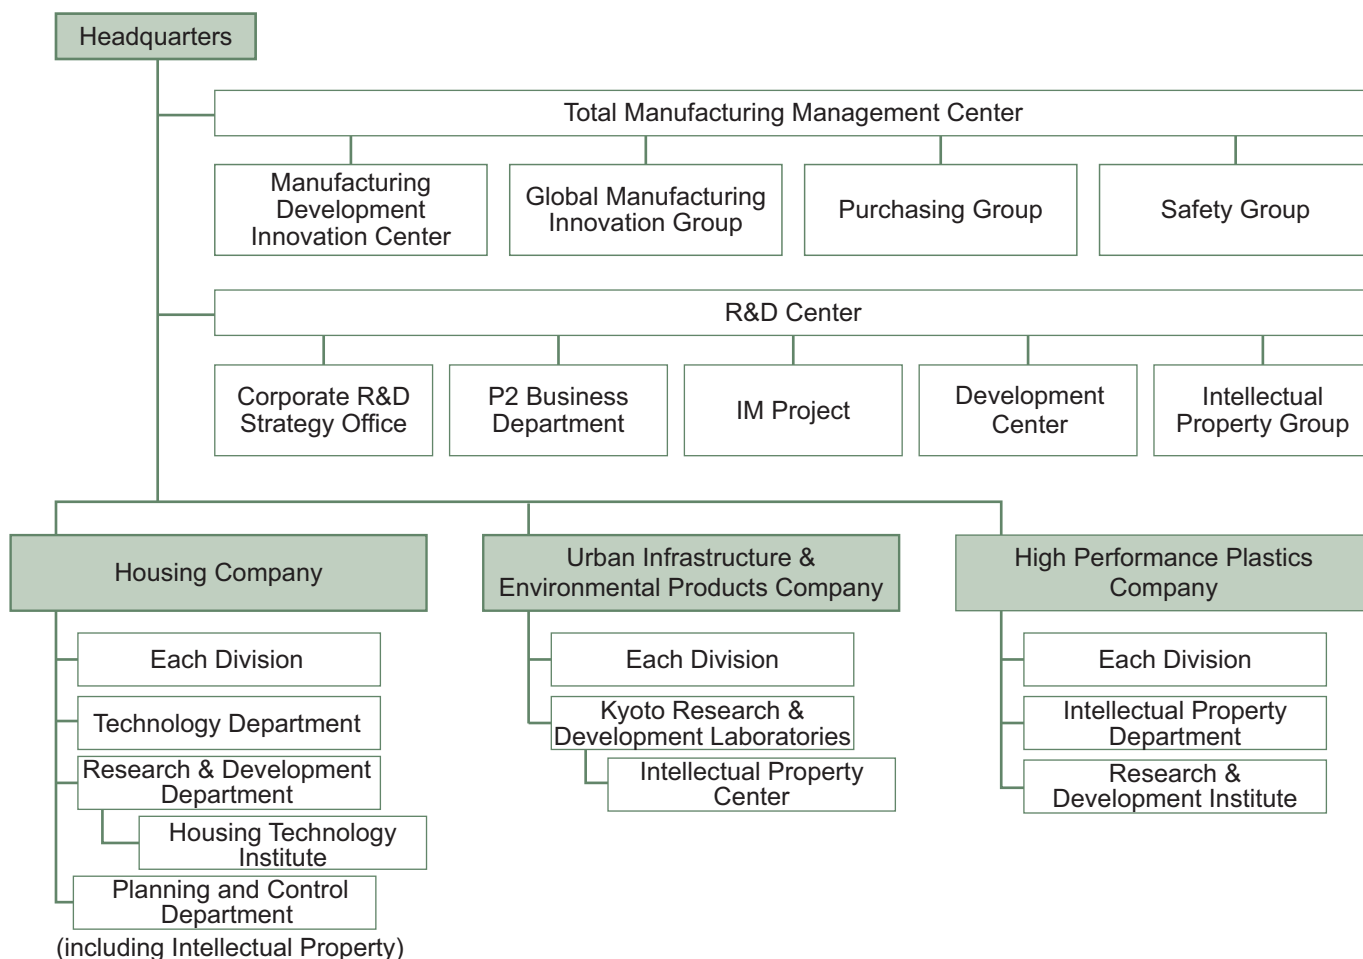 Headquarters
Total Manufacturing Management Center
Manufacturing
Development
Innovation Center
Global Manufacturing
Innovation Group
Purchasing Group
Safety Group
R&D Center
Corporate R&D
Strategy Office
P2 Business
Department
IM Project
Development
Center
Intellectual
Property Group
Housing Company
Each Division
Technology Department
Research & Development
Department
Housing Technology
Institute
Planning and Control
Department
(including Intellectual Property)
Urban Infrastructure &
Environmental Products Company
Each Division
Kyoto Research &
Development Laboratories
Intellectual Property
Center
High Performance Plastics
Company
Each Division
Intellectual Property
Department
Research &
Development Institute